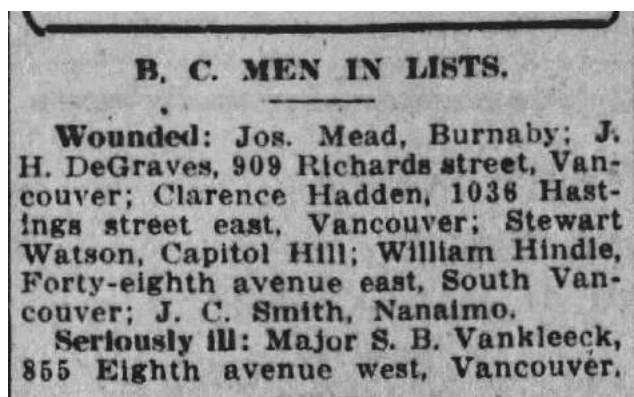 B. C. MEN IN LISTS.
Wounded: Jos. Mead, Burnaby; J.
H. DeGraves, 909 Richards street, Van-
couver; Clarence Hadden, 1036 Hast-
ings street east, Vancouver; Stewart
Watson, Capitol Hill; William Hindle,
Forty-eighth avenue east, South Van-
couver; J. C. Smith, Nanaimo.
Seriously ill: Major S. B. Vankleeck,
855 Eighth avenue west, Vancouver.